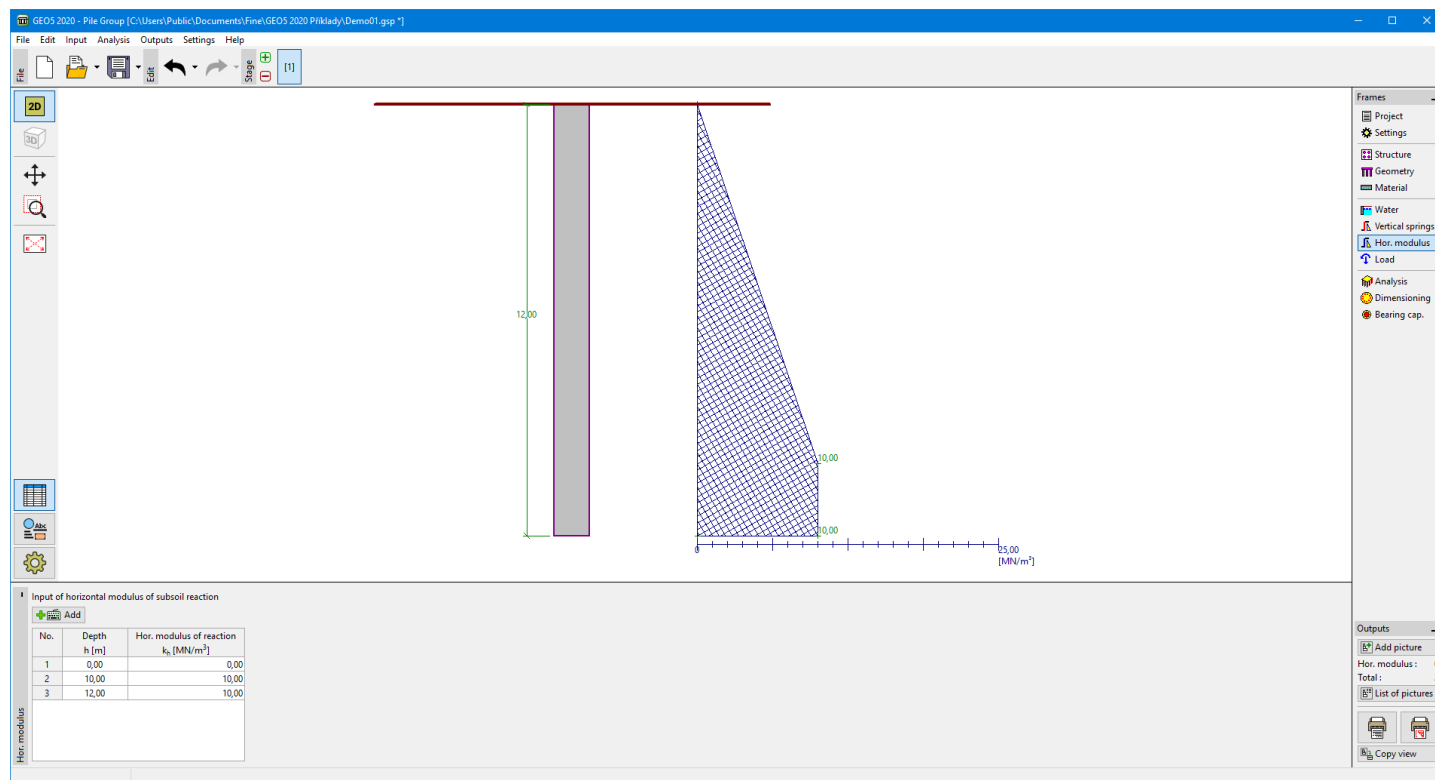 GEO5 2020 - Pile Group [C:\Users\Public\Documents\Fine\GEO5 2020 Příklady\Demo01.gsp *]
File Edit Input Analysis Outputs Settings Help
File
Edit
Stage
[1]
2D
3D
12,00
10,00
10,00
0
25,00
[MN/m³]
Abc
Frames
Project
Settings
Structure
Geometry
Material
Water
Vertical springs
Hor. modulus
Load
Analysis
Dimensioning
Bearing cap.
Hor. modulus
Input of horizontal modulus of subsoil reaction
Add
No. Depth Hor. modulus of reaction
h [m] kh [MN/m³]
1 0,00 0,00
2 10,00 10,00
3 12,00 10,00
Outputs
Add picture
Hor. modulus :
Total :
List of pictures
Copy view